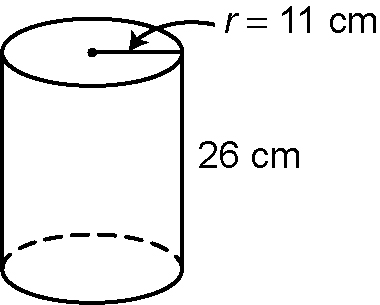 r = 11 cm
26 cm